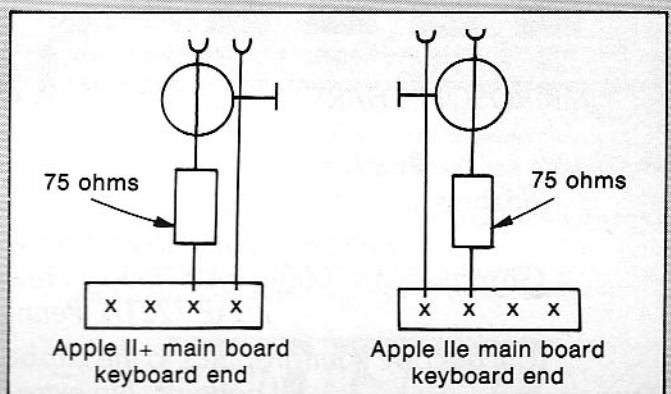 75 ohms
x x x x
Apple II+ main board
keyboard end
75 ohms
x x x x
Apple IIe main board
keyboard end